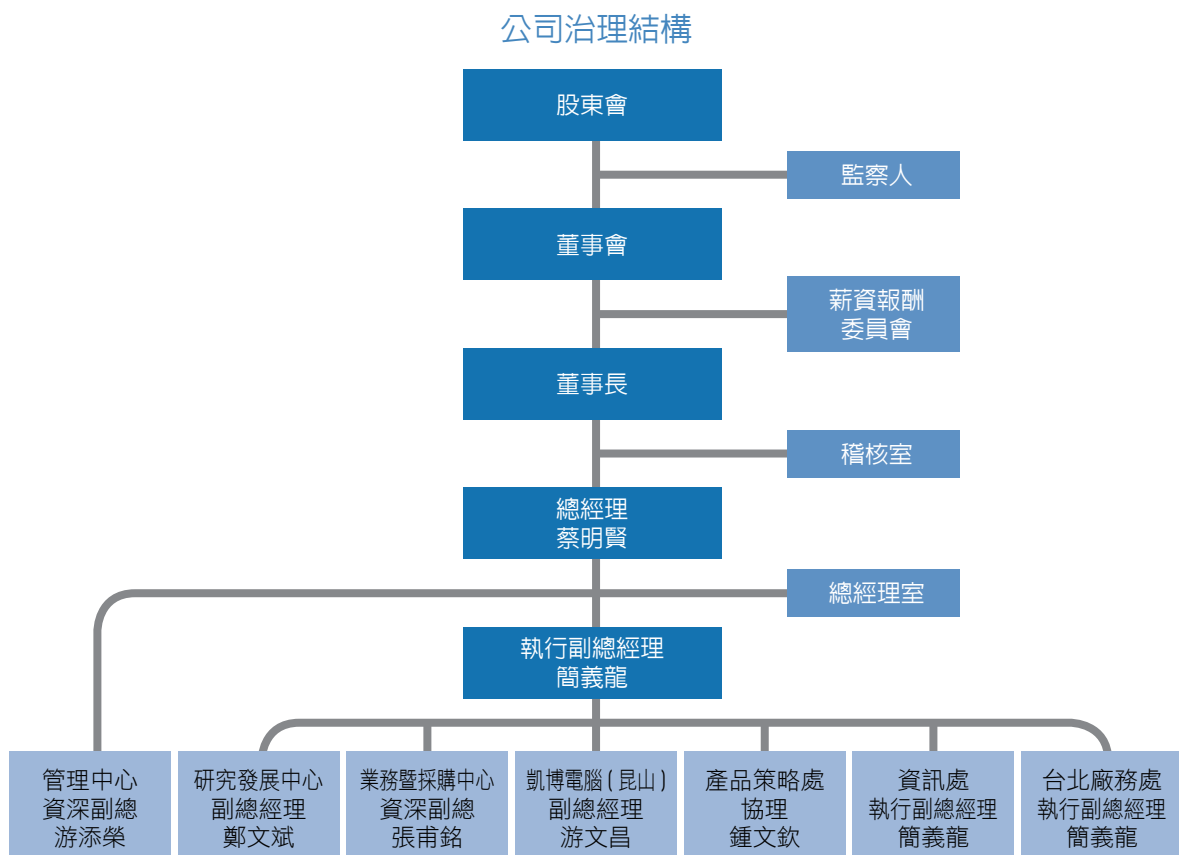 公司治理結構
股東會
監察人
董事會
薪資報酬
委員會
董事長
稽核室
總經理
蔡明賢
總經理室
執行副總經理
簡義龍
管理中心
資深副總
游添榮
研究發展中心
副總經理
鄭文斌
業務暨採購中心
資深副總
張甫銘
凱博電腦(昆山)
副總經理
游文昌
產品策略處
協理
鍾文欽
資訊處
執行副總經理
簡義龍
台北廠務處
執行副總經理
簡義龍